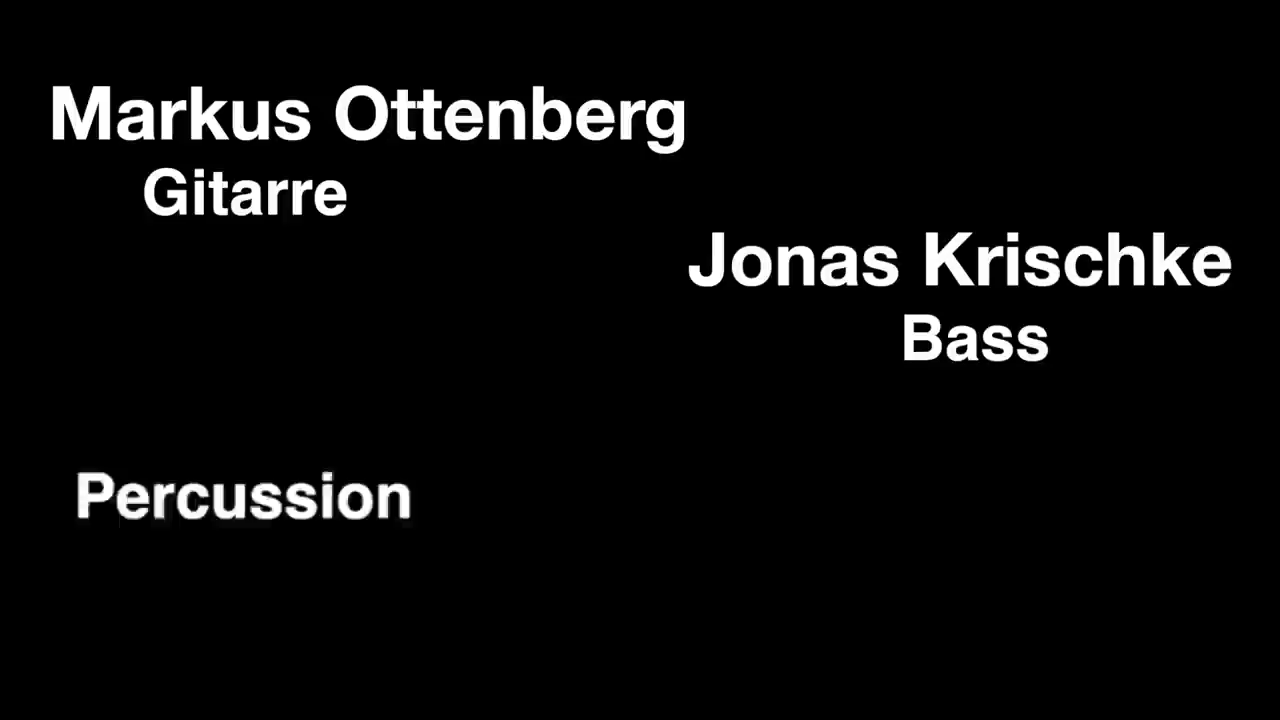 Markus Ottenberg
Gitarre
Jonas Krischke
Bass
Percussion